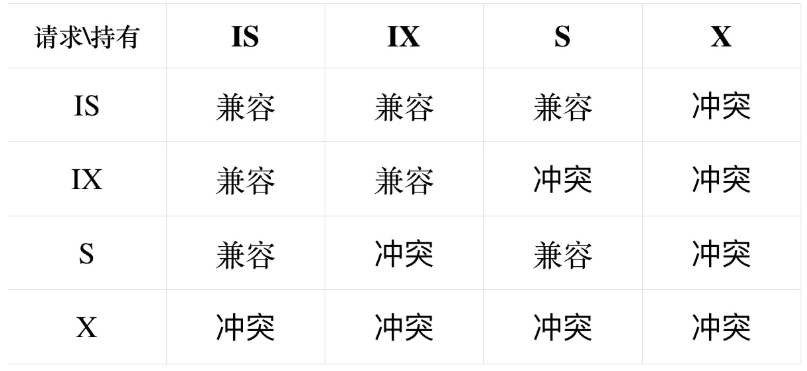 请求\持有 IS IX S X
IS 兼容 兼容 兼容 冲突
IX 兼容 兼容 冲突 冲突
S 兼容 冲突 兼容 冲突
X 冲突 冲突 冲突 冲突